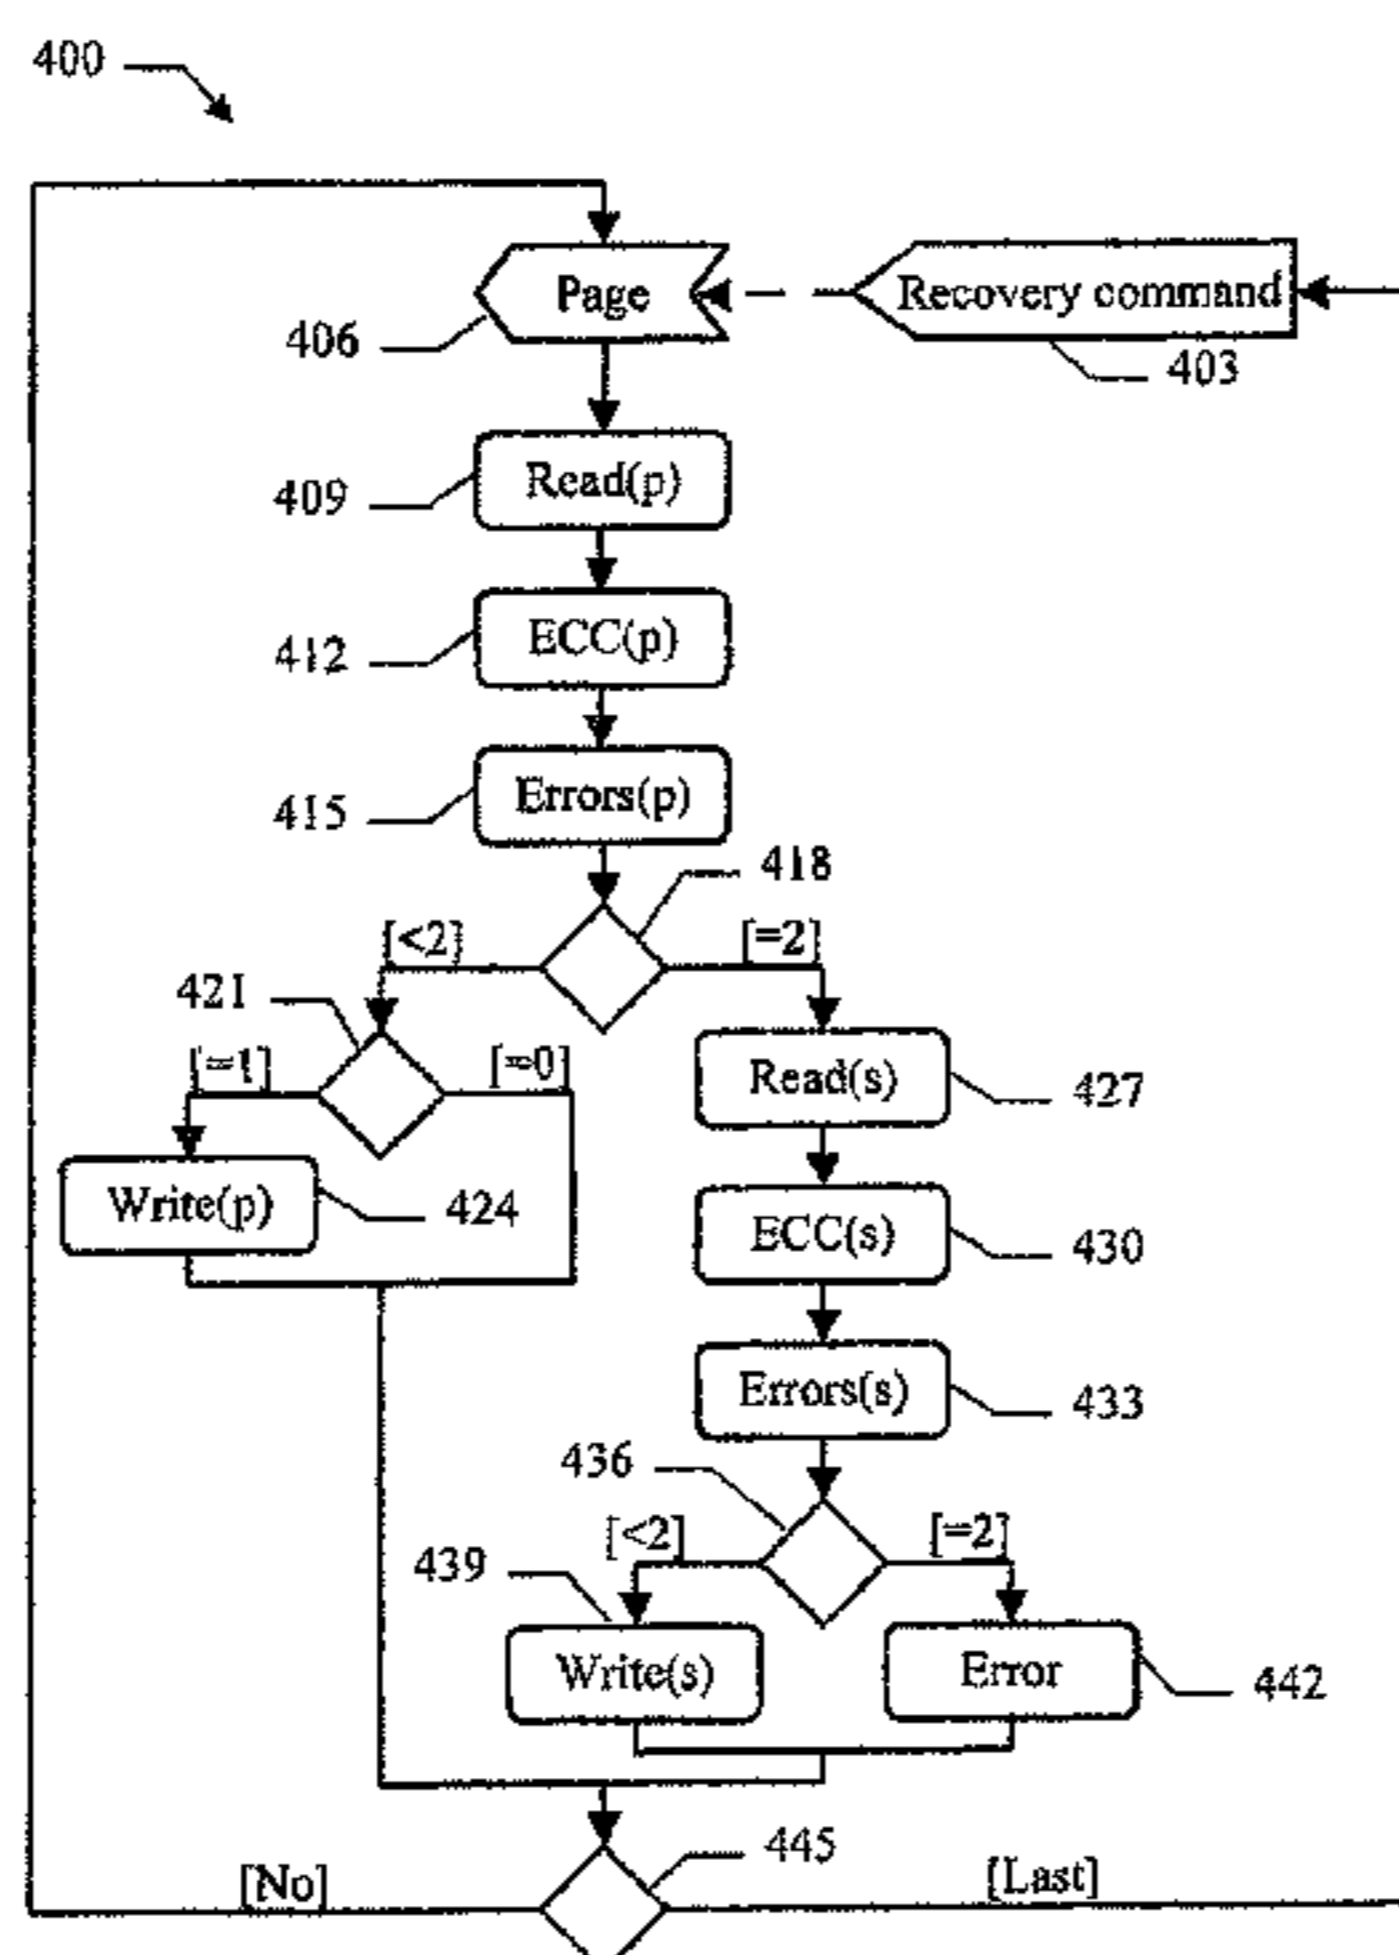 400
Page
Recovery command
406
403
Read(p)
409
ECC(p)
412
Errors(p)
415
418
[<2]
[=2]
421
[=1]
[=0]
Read(s)
427
Write(p)
424
ECC(s)
430
Errors(s)
433
436
[<2]
[=2]
439
Write(s)
Error
442
445
[No]
[Last]